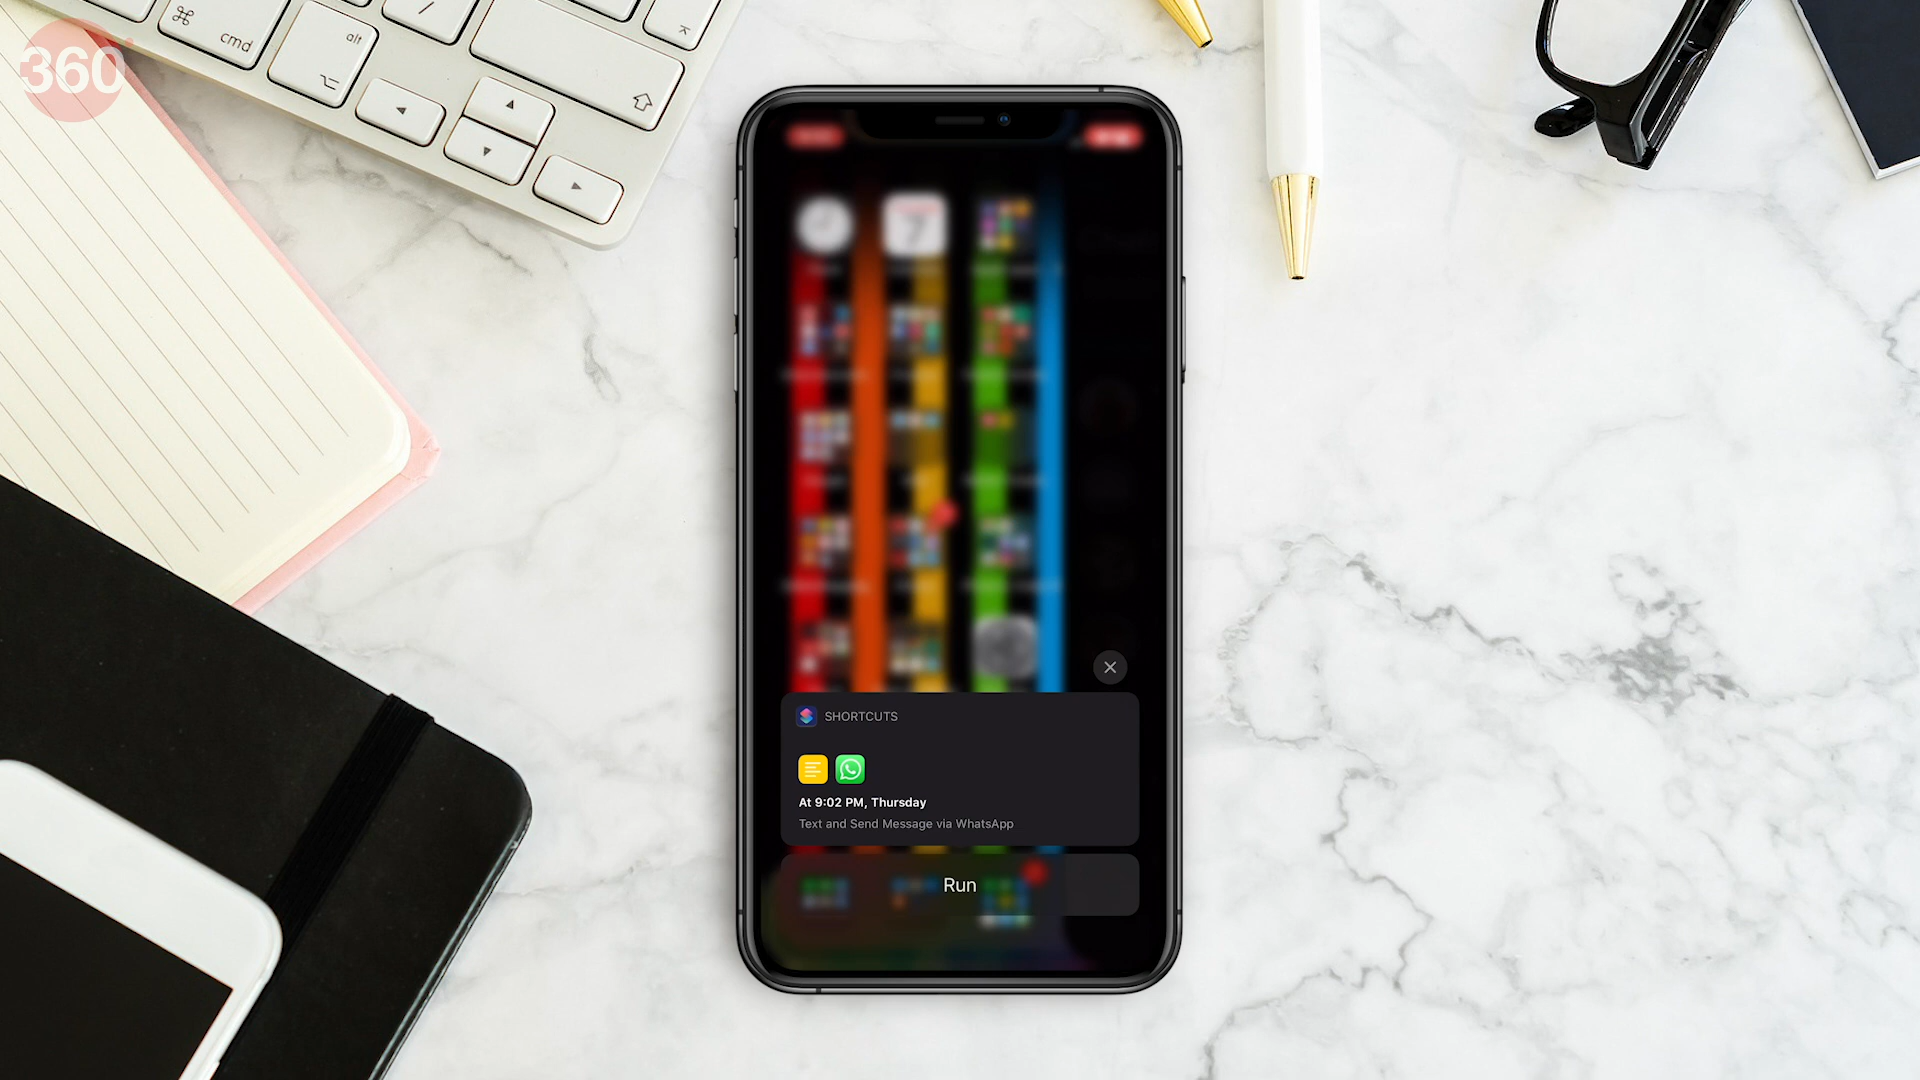 360
cmd
alt
SHORTCUTS
At 9:02 PM, Thursday
Text and Send Message via WhatsApp
Run